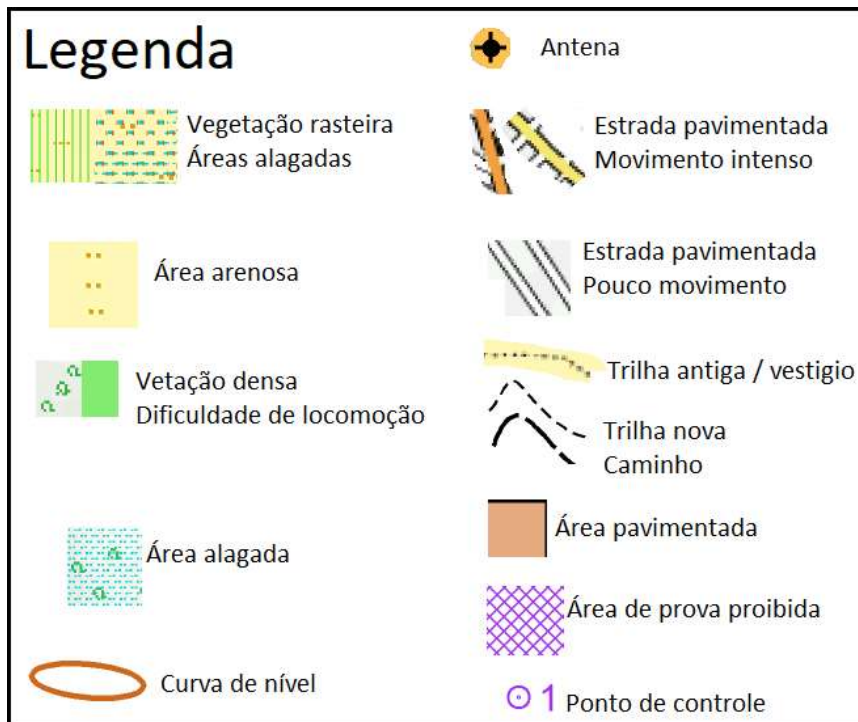 Legenda
Vegetação rasteira
Áreas alagadas
Área arenosa
Vetação densa
Dificuldade de locomoção
Área alagada
Curva de nível
Antena
Estrada pavimentada
Movimento intenso
Estrada pavimentada
Pouco movimento
Trilha antiga / vestigio
Trilha nova
Caminho
Área pavimentada
Área de prova proibida
1 Ponto de controle